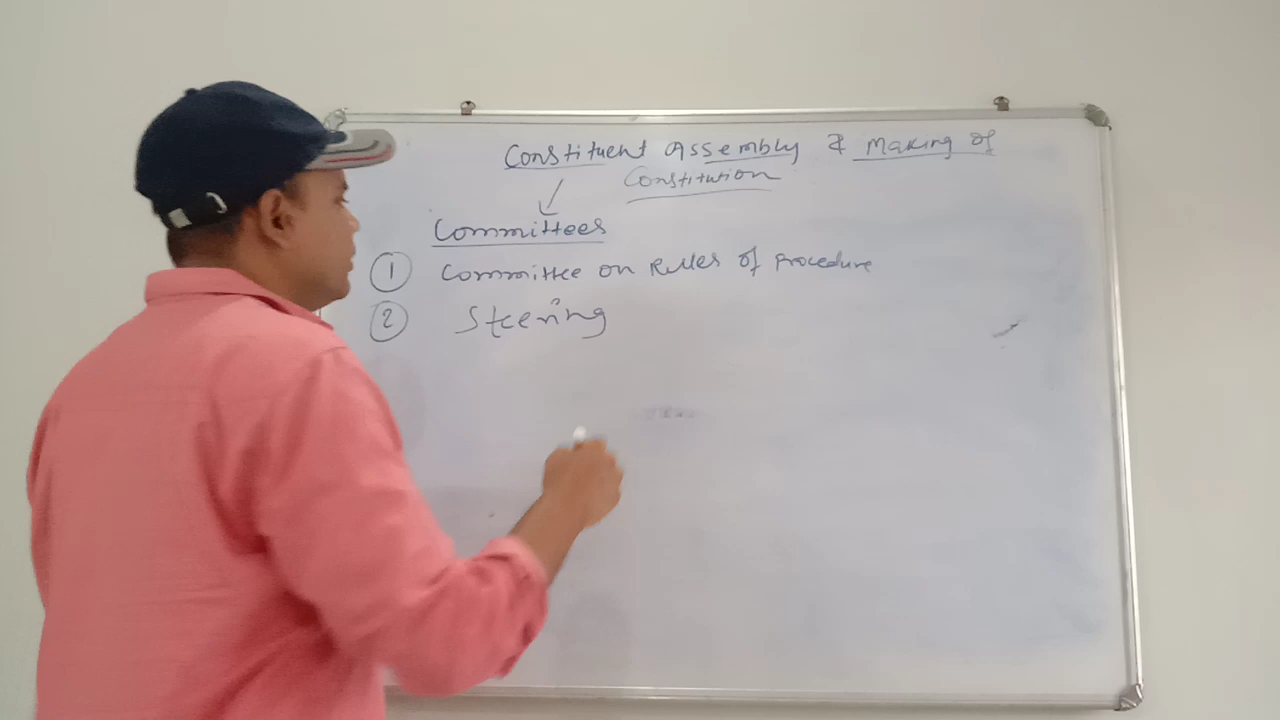 Constituent Assembly & Making of
Constitution
Committees
1 Committee on Rules of Procedure
2 Steering